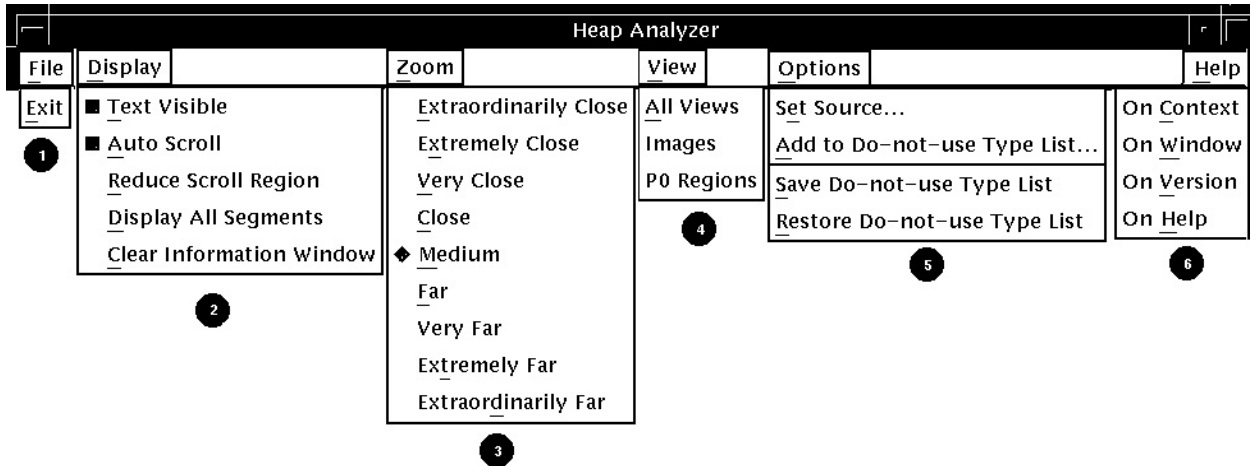 Heap Analyzer
File
Display
Zoom
View
Options
Help
Exit
1
Text Visible
Auto Scroll
Reduce Scroll Region
Display All Segments
Clear Information Window
2
Extraordinarily Close
Extremely Close
Very Close
Close
Medium
Far
Very Far
Extremely Far
Extraordinarily Far
3
All Views
Images
P0 Regions
4
Set Source...
Add to Do-not-use Type List...
Save Do-not-use Type List
Restore Do-not-use Type List
5
On Context
On Window
On Version
On Help
6